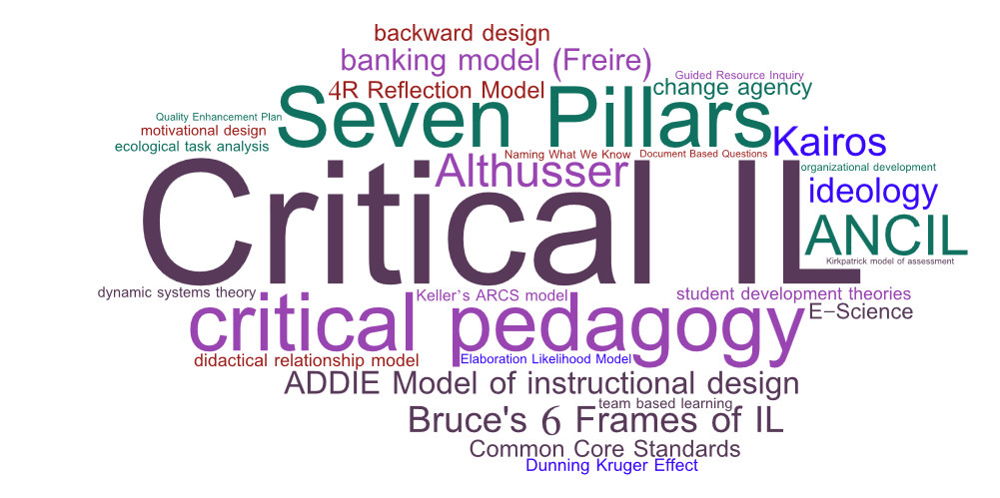 backward design
banking model (Freire)
Guided Resource Inquiry
4R Reflection Model
change agency
Seven Pillars
Quality Enhancement Plan
motivational design
Kairos
ecological task analysis
Naming What We Know
Document Based Questions
Althusser
organizational development
Critical IL
ideology
ANCIL
Kirkpatrick model of assessment
dynamic systems theory
Keller's ARCS model
student development theories
critical pedagogy
E-Science
didactical relationship model
Elaboration Likelihood Model
ADDIE Model of instructional design
team based learning
Bruce's 6 Frames of IL
Common Core Standards
Dunning Kruger Effect